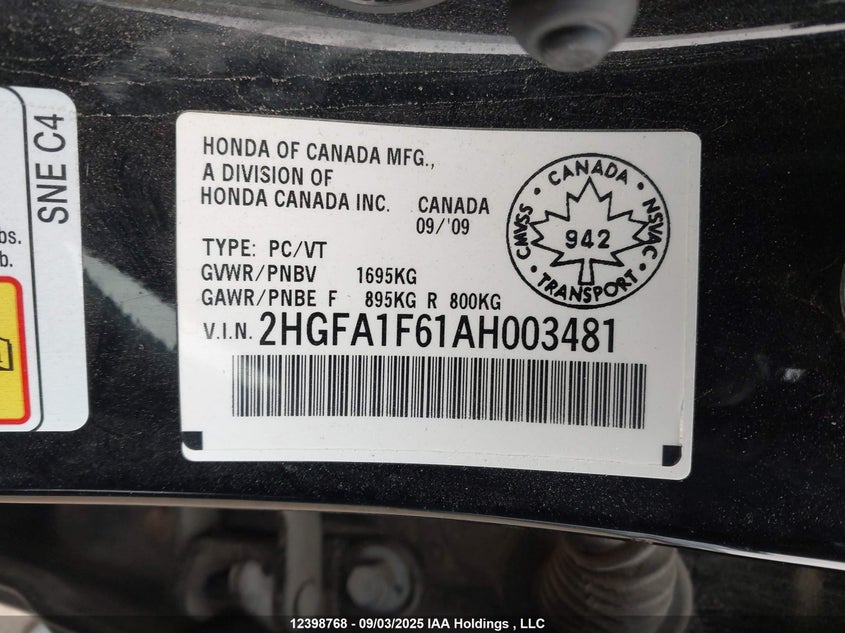 SNE C4
bs.
b.
HONDA OF CANADA MFG.,
A DIVISION OF
HONDA CANADA INC. CANADA
09/'09
TYPE: PC/VT
GVWR/PNBV 1695KG
GAWR/PNBE F 895KG R 800KG
V.I.N. 2HGFA1F61AH003481
CMVSS · CANADA · NSVAC · TRANSPORT ·
942
12398768 - 09/03/2025 IAA Holdings , LLC